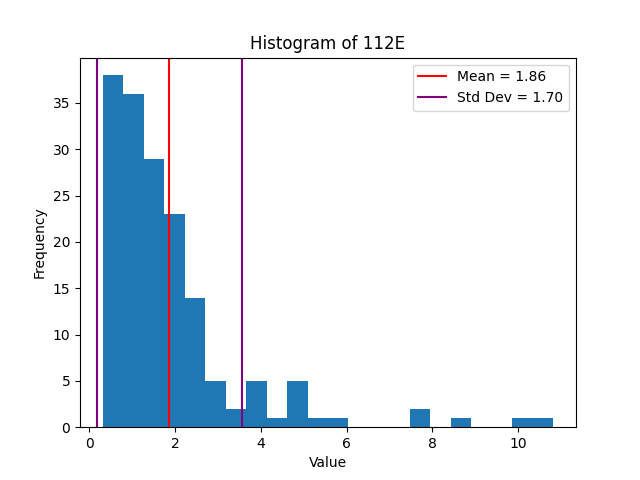 Histogram of 112E
Mean = 1.86
Std Dev = 1.70
35
30
25
20
15
10
5
0
Frequency
0 2 4 6 8 10
Value